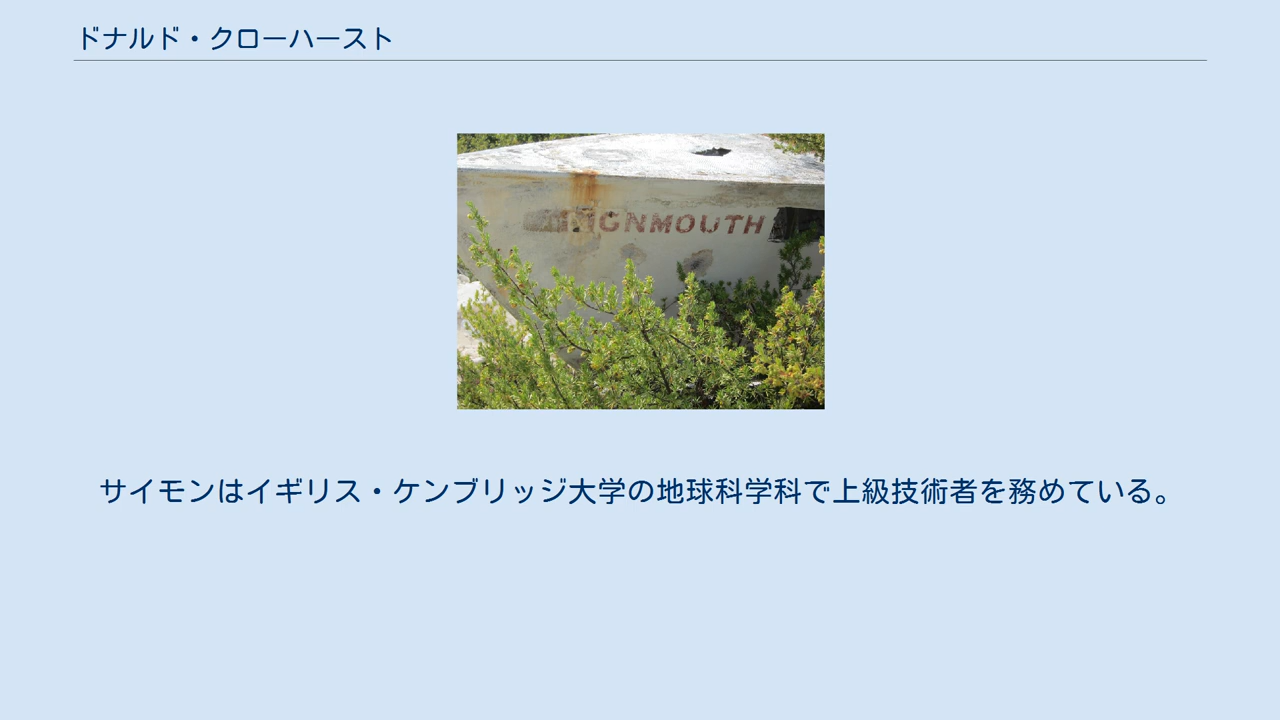 ドナルド・クローハースト
GNMOUTH
サイモンはイギリス・ケンブリッジ大学の地球科学科で上級技術者を務めている。